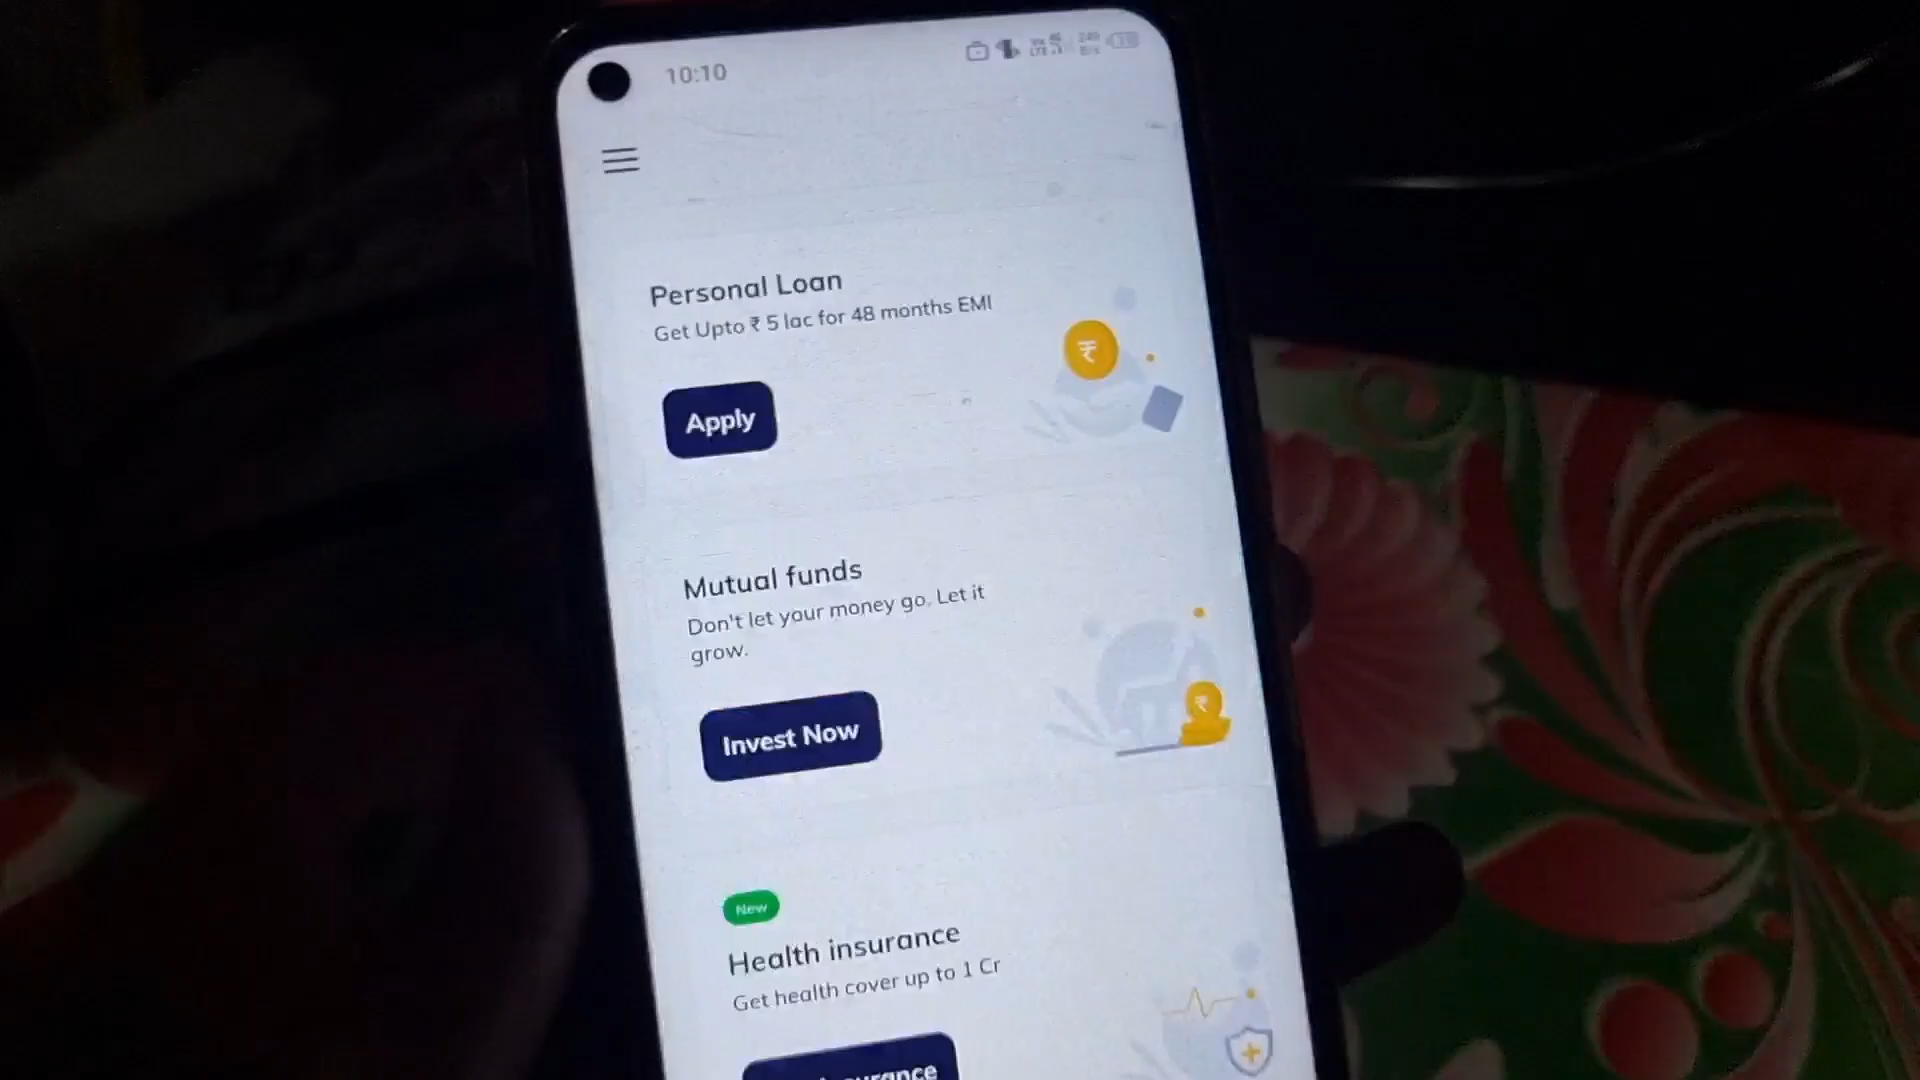 10:10
Personal Loan
Get Upto ₹ 5 lac for 48 months EMI
Apply
Mutual funds
Don't let your money go. Let it
grow.
Invest Now
New
Health insurance
Get health cover up to 1 Cr